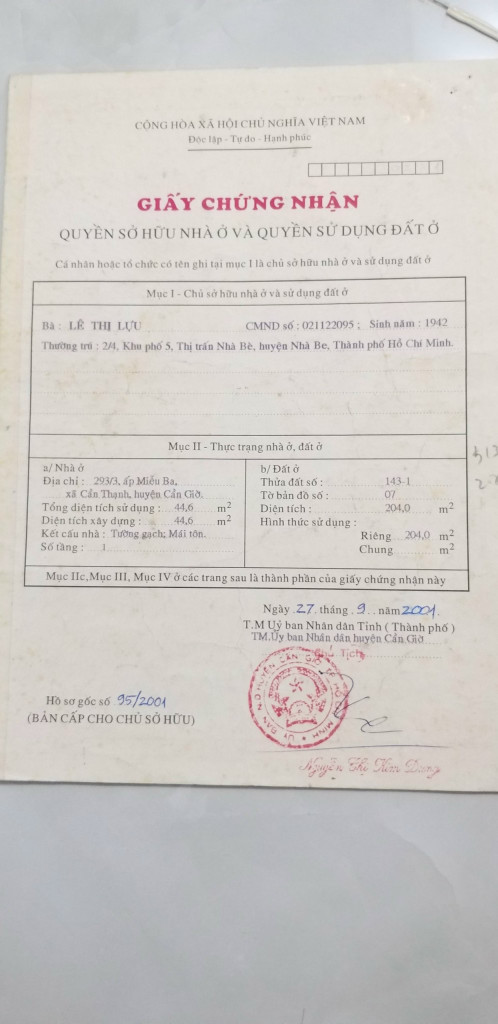 CỘNG HÒA XÃ HỘI CHỦ NGHĨA VIỆT NAM
Độc lập - Tự do - Hạnh phúc
GIẤY CHỨNG NHẬN
QUYỀN SỞ HỮU NHÀ Ở VÀ QUYỀN SỬ DỤNG ĐẤT Ở
Cá nhân hoặc tổ chức có tên ghi tại mục I là chủ sở hữu nhà ở và sử dụng đất ở
Mục I - Chủ sở hữu nhà ở và sử dụng đất ở
Bà : LÊ THỊ LỰU CMND số : 021122095 ; Sinh năm : 1942
Thường trú : 2/4, Khu phố 5, Thị trấn Nhà Bè, huyện Nhà Be, Thành phố Hồ Chí Minh.
Mục II - Thực trạng nhà ở, đất ở
a/ Nhà ở
Địa chỉ : 293/3, ấp Miễu Ba,
xã Cần Thạnh, huyện Cần Giờ.
Tổng diện tích sử dụng : 44,6 m2
Diện tích xây dựng : 44,6 m2
Kết cấu nhà : Tường gạch; Mái tôn.
Số tầng : 1
b/ Đất ở
Thửa đất số : 143-1
Tờ bản đồ số : 07
Diện tích : 204,0 m2
Hình thức sử dụng :
Riêng 204,0 m2
Chung m2
Mục IIc, Mục III, Mục IV ở các trang sau là thành phần của giấy chứng nhận này
Ngày 27 tháng 9 năm 2001
T.M Uỷ ban Nhân dân Tỉnh ( Thành phố )
TM.Ủy ban Nhân dân huyện Cần Giờ
Chủ Tịch
Hồ sơ gốc số 95/2001
(BẢN CẤP CHO CHỦ SỞ HỮU)
Nguyễn Thị Kim Dung